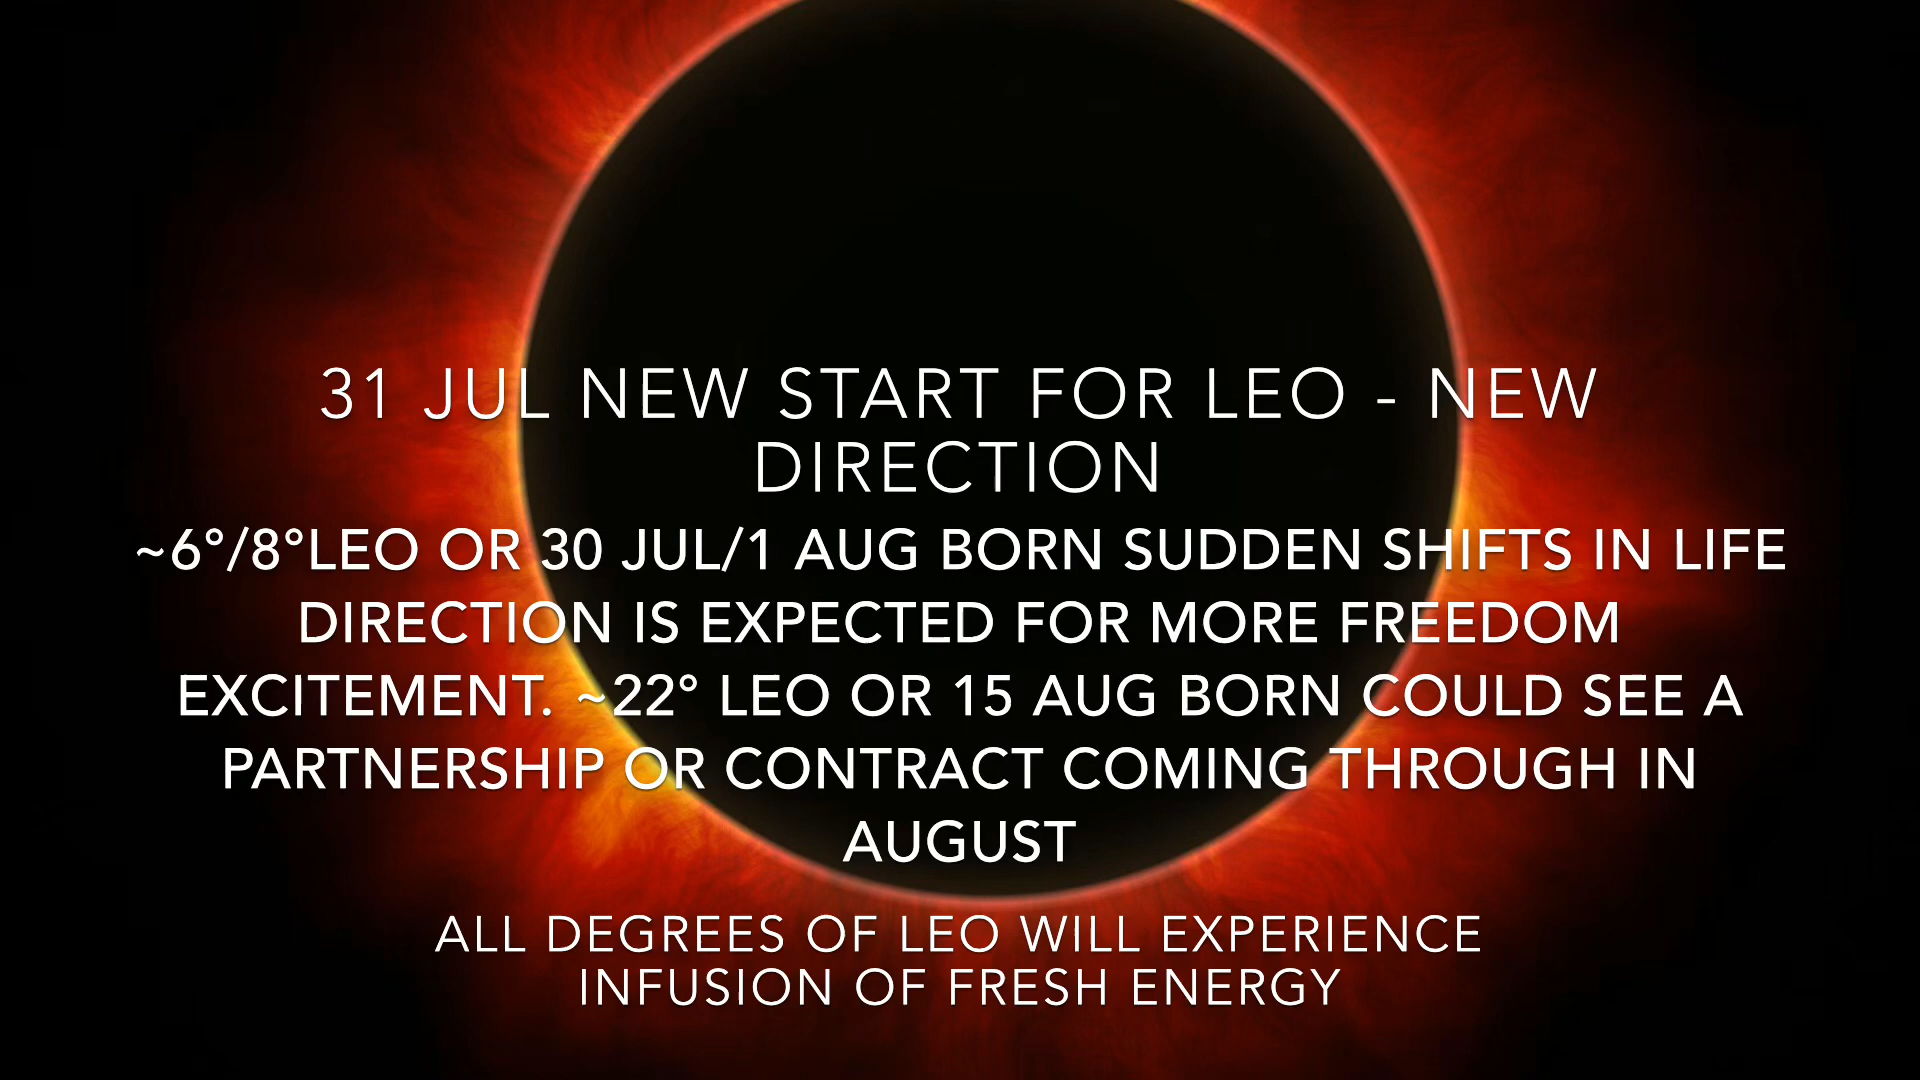 31 JUL NEW START FOR LEO - NEW
DIRECTION
~6°/8°LEO OR 30 JUL/1 AUG BORN SUDDEN SHIFTS IN LIFE
DIRECTION IS EXPECTED FOR MORE FREEDOM
EXCITEMENT. ~22° LEO OR 15 AUG BORN COULD SEE A
PARTNERSHIP OR CONTRACT COMING THROUGH IN
AUGUST
ALL DEGREES OF LEO WILL EXPERIENCE
INFUSION OF FRESH ENERGY